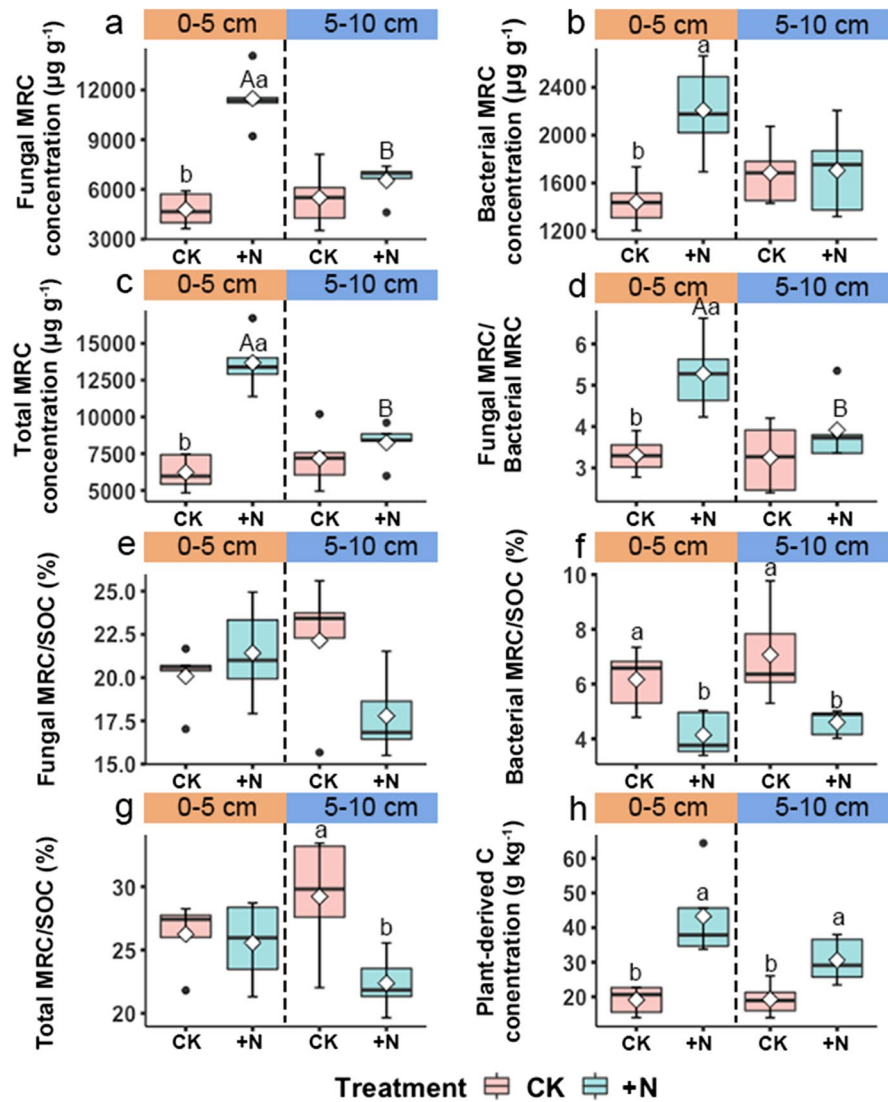 a 0-5 cm 5-10 cm
Fungal MRC
concentration (µg g-1)
12000
9000
6000
3000
b
Aa
B
CK +N CK +N
b 0-5 cm 5-10 cm
Bacterial MRC
concentration (µg g-1)
2400
2000
1600
1200
b
a
CK +N CK +N
c 0-5 cm 5-10 cm
Total MRC
concentration (µg g-1)
15000
12500
7500
5000
b
Aa
B
CK +N CK +N
d 0-5 cm 5-10 cm
Fungal MRC/
Bacterial MRC
6
5
4
3
b
Aa
B
CK +N CK +N
e 0-5 cm 5-10 cm
Fungal MRC/SOC (%)
25.0
22.5
20.0
17.5
15.0
CK +N CK +N
f 0-5 cm 5-10 cm
Bacterial MRC/SOC (%)
10
8
6
4
a
b
a
b
CK +N CK +N
g 0-5 cm 5-10 cm
Total MRC/SOC (%)
30
25
20
a
b
CK +N CK +N
h 0-5 cm 5-10 cm
Plant-derived C
conentration (g kg-1)
60
50
40
30
20
b
a
b
a
CK +N CK +N
Treatment CK +N